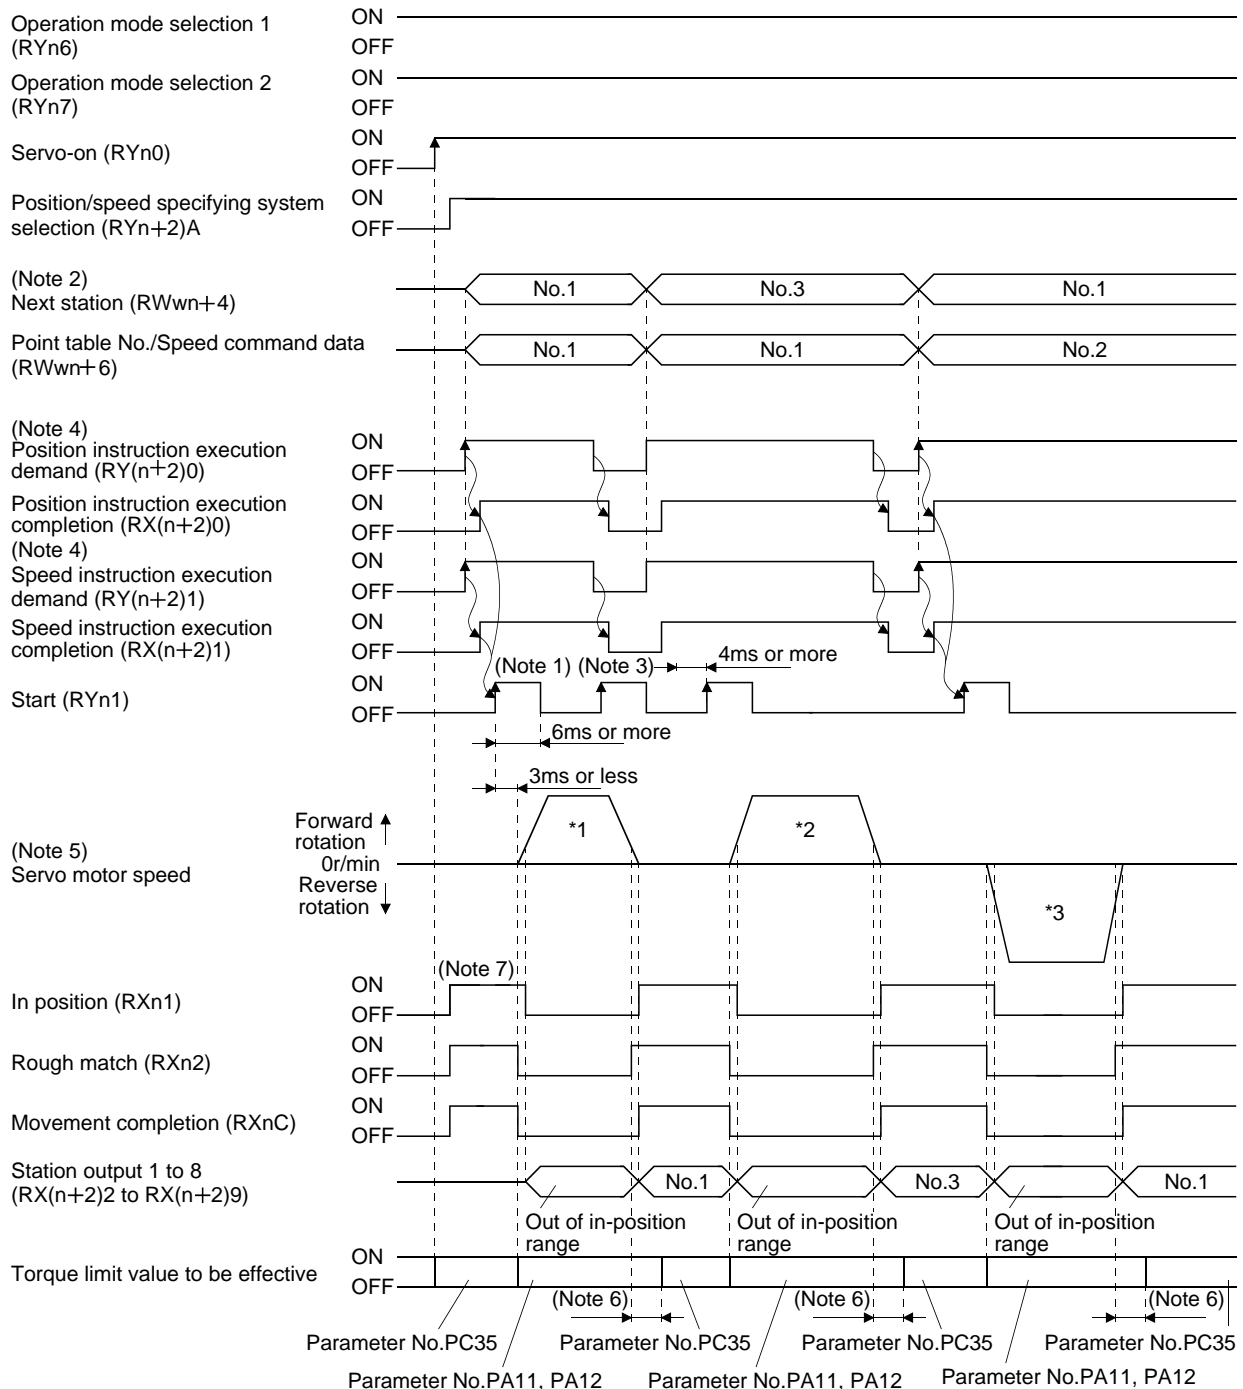 Operation mode selection 1
(RYn6)
ON
OFF
Operation mode selection 2
(RYn7)
ON
OFF
Servo-on (RYn0)
ON
OFF
Position/speed specifying system
selection (RYn+2)A
ON
OFF
(Note 2)
Next station (RWwn+4)
No.1
No.3
No.1
Point table No./Speed command data
(RWwn+6)
No.1
No.1
No.2
(Note 4)
Position instruction execution
demand (RY(n+2)0)
ON
OFF
Position instruction execution
completion (RX(n+2)0)
ON
OFF
(Note 4)
Speed instruction execution
demand (RY(n+2)1)
ON
OFF
Speed instruction execution
completion (RX(n+2)1)
ON
OFF
(Note 1) (Note 3)
4ms or more
Start (RYn1)
ON
OFF
6ms or more
3ms or less
(Note 5)
Servo motor speed
Forward
rotation
0r/min
Reverse
rotation
*1
*2
*3
(Note 7)
In position (RXn1)
ON
OFF
Rough match (RXn2)
ON
OFF
Movement completion (RXnC)
ON
OFF
Station output 1 to 8
(RX(n+2)2 to RX(n+2)9)
No.1
No.3
No.1
Out of in-position
range
Out of in-position
range
Out of in-position
range
Torque limit value to be effective
ON
OFF
(Note 6)
(Note 6)
(Note 6)
Parameter No.PC35
Parameter No.PC35
Parameter No.PC35
Parameter No.PC35
Parameter No.PA11, PA12
Parameter No.PA11, PA12
Parameter No.PA11, PA12